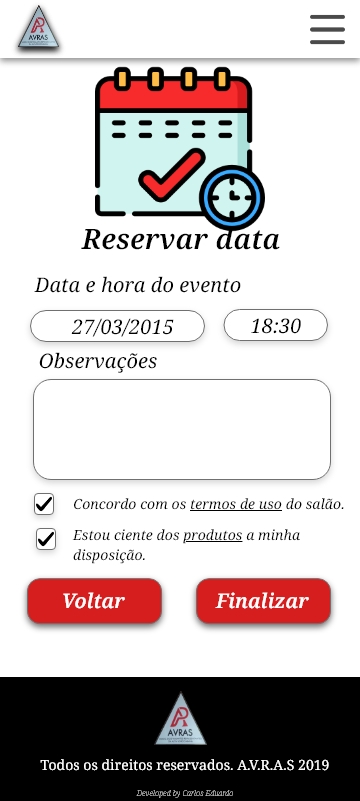 AVRAS
Reservar data
Data e hora do evento
27/03/2015 18:30
Observações
Concordo com os termos de uso do salão.
Estou ciente dos produtos a minha
disposição.
Voltar Finalizar
AVRAS
Todos os direitos reservados. A.V.R.A.S 2019
Developed by Carlos Eduardo